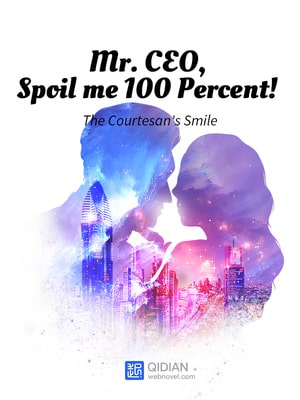 Mr. CEO,
Spoil me 100 Percent!
The Courtesan's Smile
QIDIAN
webnovel.com